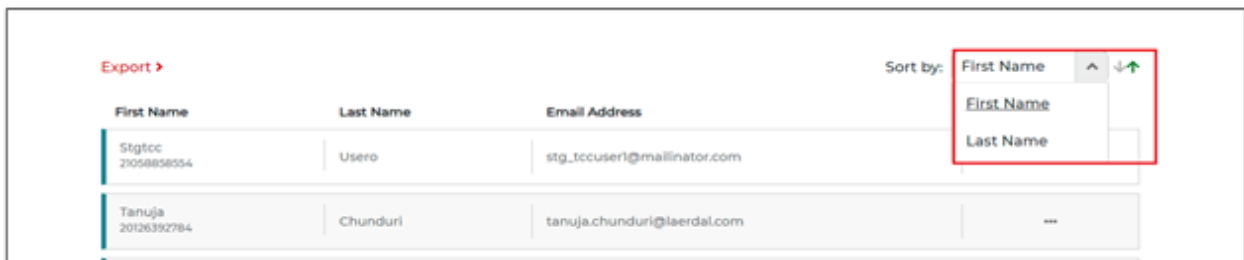 Export >
Sort by: First Name
First Name
Last Name
First Name Last Name Email Address
Stgtcc
21058858554
Usero stg_tccuser1@mailinator.com
Tanuja
20126392784
Chunduri tanuja.chunduri@laerdal.com ...